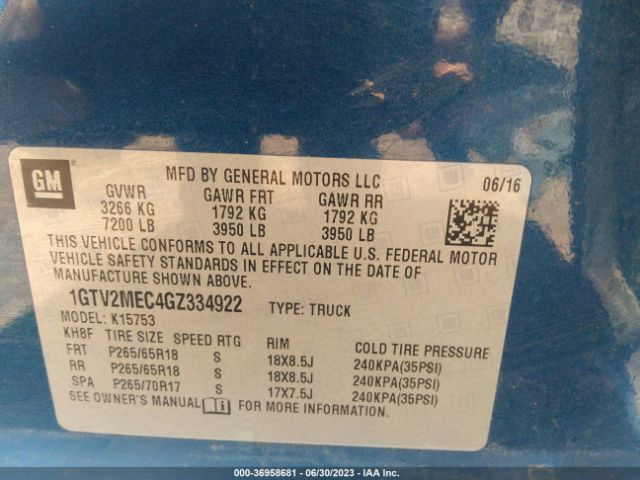 GM
MFD BY GENERAL MOTORS LLC
06/16
GVWR GAWR FRT GAWR RR
3266 KG 1792 KG 1792 KG
7200 LB 3950 LB 3950 LB
THIS VEHICLE CONFORMS TO ALL APPLICABLE U.S. FEDERAL MOTOR
VEHICLE SAFETY STANDARDS IN EFFECT ON THE DATE OF
MANUFACTURE SHOWN ABOVE.
1GTV2MEC4GZ334922 TYPE: TRUCK
MODEL: K15753
KH8F TIRE SIZE SPEED RTG RIM COLD TIRE PRESSURE
FRT P265/65R18 S 18X8.5J 240KPA(35PSI)
RR P265/65R18 S 18X8.5J 240KPA(35PSI)
SPA P265/70R17 S 17X7.5J 240KPA(35PSI)
SEE OWNER'S MANUAL FOR MORE INFORMATION.
000-36958681 - 06/30/2023 - IAA Inc.